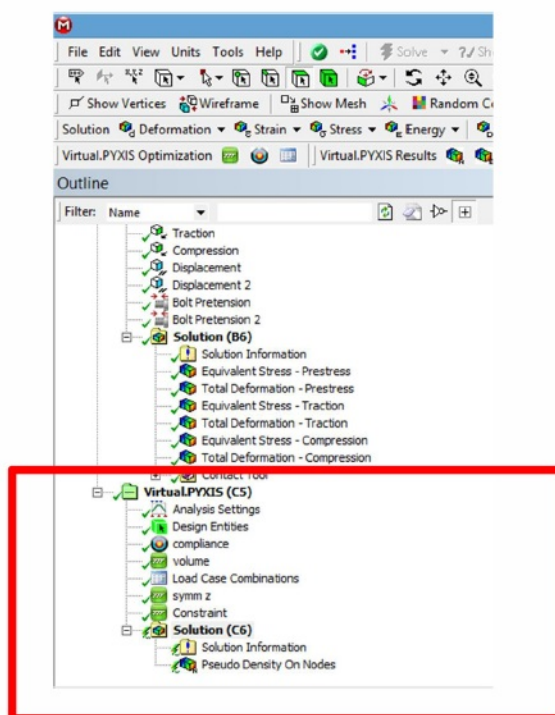 File Edit View Units Tools Help Solve ?/ Sh
Show Vertices Wireframe Show Mesh Random Co
Solution Deformation Strain Stress Energy
Virtual.PYXIS Optimization Virtual.PYXIS Results
Outline
Filter: Name
Traction
Compression
Displacement
Displacement 2
Bolt Pretension
Bolt Pretension 2
Solution (B6)
Solution Information
Equivalent Stress - Prestress
Total Deformation - Prestress
Equivalent Stress - Traction
Total Deformation - Traction
Equivalent Stress - Compression
Total Deformation - Compression
Contact Tool
Virtual.PYXIS (C5)
Analysis Settings
Design Entities
compliance
volume
Load Case Combinations
symm z
Constraint
Solution (C6)
Solution Information
Pseudo Density On Nodes